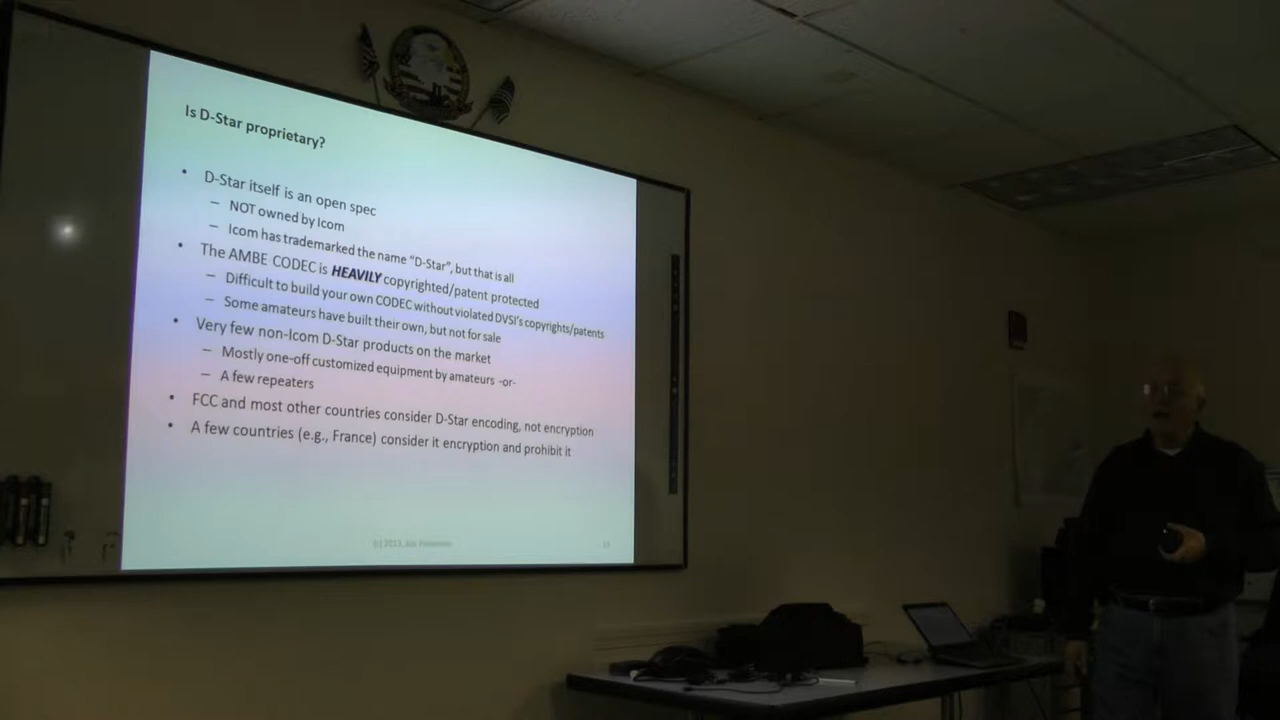 Is D-Star proprietary?
• D-Star itself is an open spec
– NOT owned by Icom
– Icom has trademarked the name "D-Star", but that is all
• The AMBE CODEC is HEAVILY copyrighted/patent protected
– Difficult to build your own CODEC without violated DVSI's copyrights/patents
– Some amateurs have built their own, but not for sale
• Very few non-Icom D-Star products on the market
– Mostly one-off customized equipment by amateurs -or-
– A few repeaters
• FCC and most other countries consider D-Star encoding, not encryption
• A few countries (e.g., France) consider it encryption and prohibit it
(c) 2013,